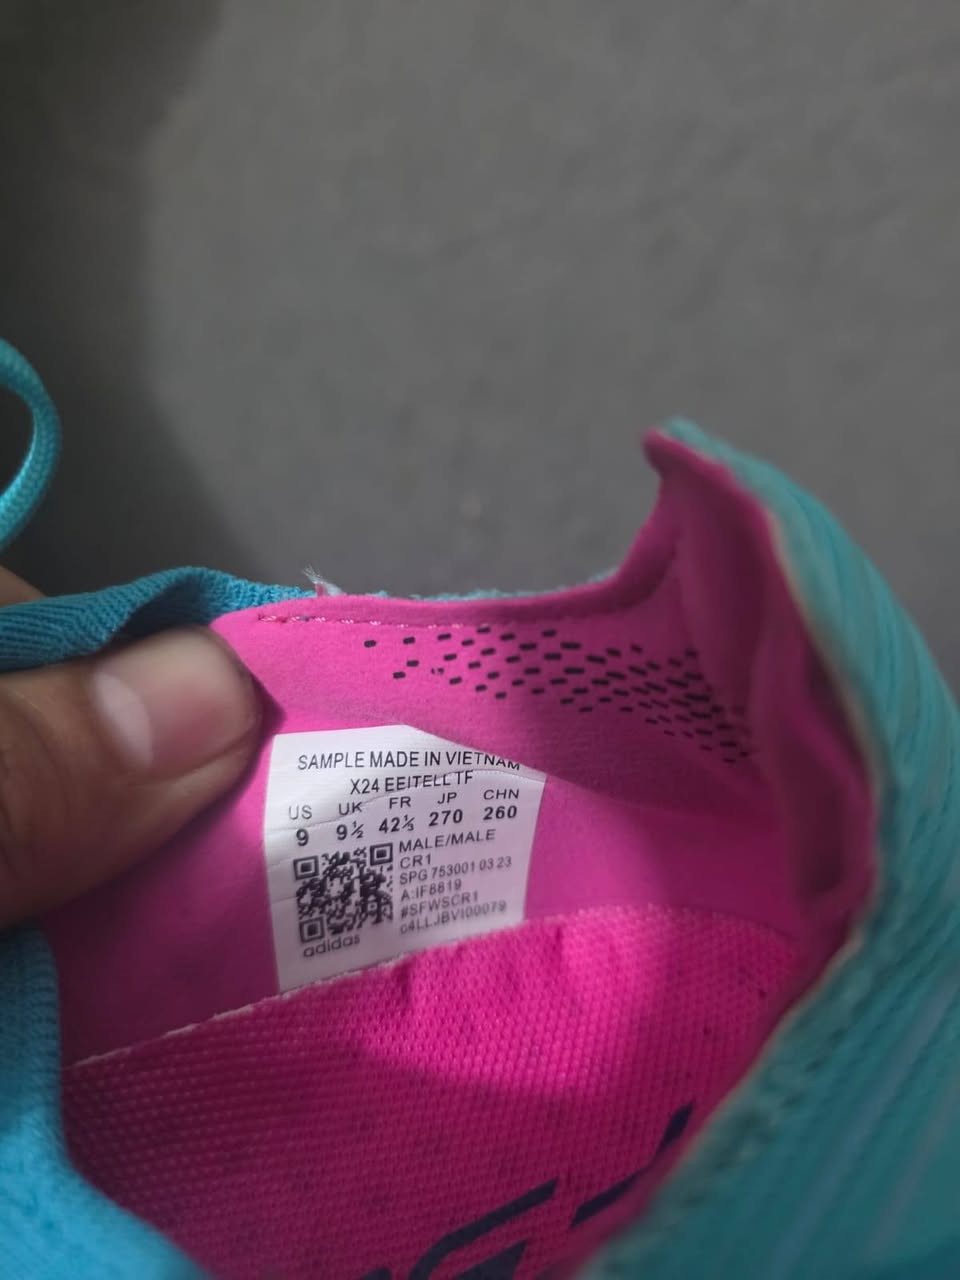 SAMPLE MADE IN VIETNAM
X24 EEITELL TF
US UK FR JP CHN
9 9½ 42⅔ 270 260
MALE/MALE
CR1
SPG 753001 03 23
A:IF8819
#SFWSCR1
c4LLJBVI00079
adidas